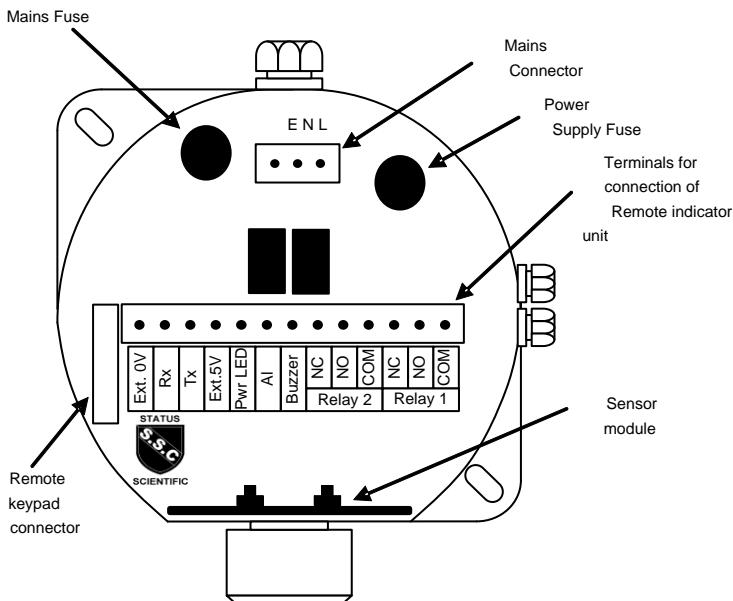 Mains Fuse
Mains
Connector
E N L
Power
Supply Fuse
Terminals for
connection of
Remote indicator
unit
Ext. 0V
Rx
Tx
Ext.5V
Pwr LED
AI
Buzzer
NC
NO
COM
NC
NO
COM
Relay 2
Relay 1
STATUS
S.S.C
SCIENTIFIC
Sensor
module
Remote
keypad
connector